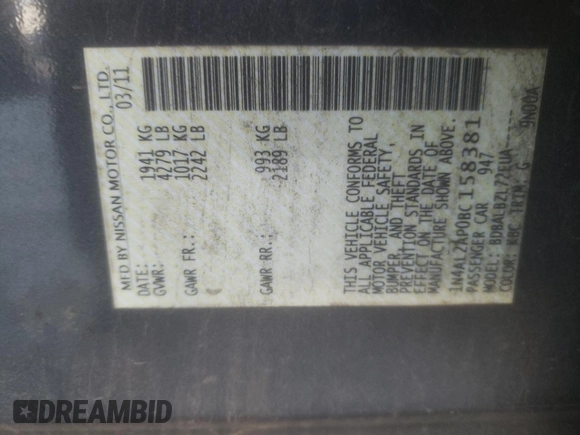 MFD BY NISSAN MOTOR CO., LTD.
DATE: 03/11
GVWR: 1941 KG
4279 LB
GAWR FR: 1017 KG
2242 LB
GAWR RR: 993 KG
2189 LB
THIS VEHICLE CONFORMS TO
ALL APPLICABLE FEDERAL
MOTOR VEHICLE SAFETY,
BUMPER, AND THEFT
PREVENTION STANDARDS IN
EFFECT ON THE DATE OF
MANUFACTURE SHOWN ABOVE.
1N4AL2AP0BC158381
PASSENGER CAR 947
MODEL: BDBALBZL72EUA
COLOR: KBC TRIM: G 9N00A
DREAMBID